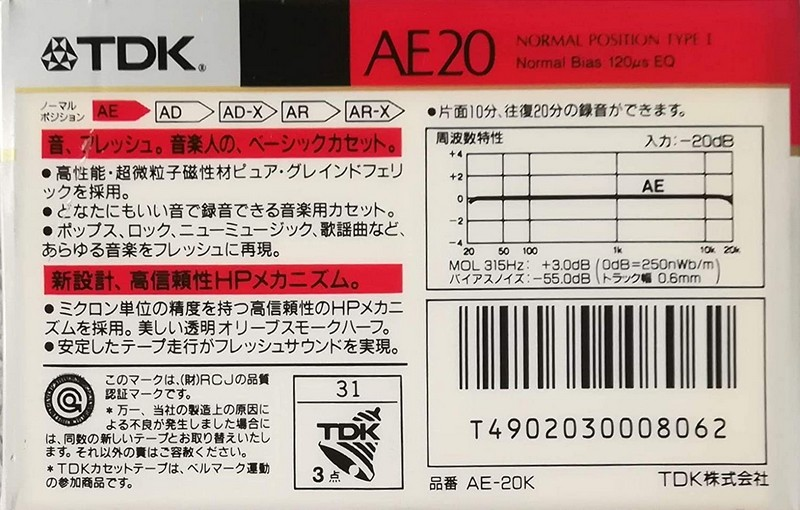 TDK®
AE20
NORMAL POSITION TYPE I
Normal Bias 120µs EQ
ノーマル
ポジション
AE
AD
AD-X
AR
AR-X
音、フレッシュ。音楽人の、ベーシックカセット。
●高性能・超微粒子磁性材ピュア・グレインドフェリ
ックを採用。
●どなたにもいい音で録音できる音楽用カセット。
●ポップス、ロック、ニューミュージック、歌謡曲など、
あらゆる音楽をフレッシュに再現。
新設計、高信頼性HPメカニズム。
●ミクロン単位の精度を持つ高信頼性のHPメカニ
ズムを採用。美しい透明オリーブスモークハーフ。
●安定したテープ走行がフレッシュサウンドを実現。
このマークは、(財)RCJの品質
認証マークです。
*万一、当社の製造上の原因に
よる不良が発生しました場合に
は、同数の新しいテープとお取り替えいたし
ます。それ以外の責はご容赦ください。
*TDKカセットテープは、ベルマーク運動
の参加商品です。
31
TDK
3点
●片面10分、往復20分の録音ができます。
周波数特性
入力:−20dB
+4
+2
0
−2
−4
AE
20 50 100 1k 10k 20k
MOL 315Hz: +3.0dB (0dB=250nWb/m)
バイアスノイズ: −55.0dB (トラック幅 0.6mm)
T4902030008062
品番 AE-20K
TDK株式会社